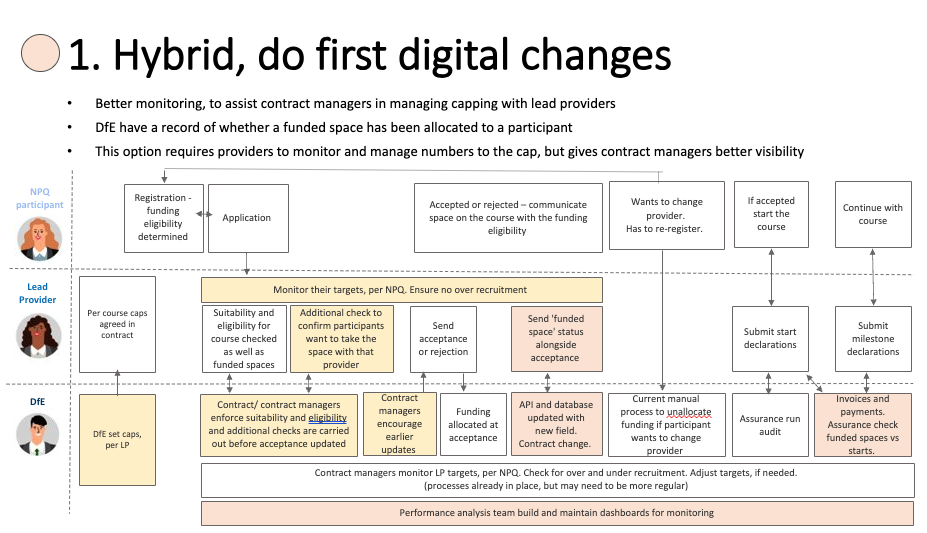 1. Hybrid, do first digital changes
• Better monitoring, to assist contract managers in managing capping with lead providers
• DfE have a record of whether a funded space has been allocated to a participant
• This option requires providers to monitor and manage numbers to the cap, but gives contract managers better visibility
NPQ
participant
Registration -
funding
eligibility
determined
Application
Accepted or rejected – communicate
space on the course with the funding
eligibility
Wants to change
provider.
Has to re-register.
If accepted
start the
course
Continue with
course
Lead
Provider
Per course caps
agreed in
contract
Monitor their targets, per NPQ. Ensure no over recruitment
Suitability and
eligibility for
course checked
as well as
funded spaces
Additional check to
confirm participants
want to take the
space with that
provider
Send
acceptance
or rejection
Send 'funded
space' status
alongside
acceptance
Submit start
declarations
Submit
milestone
declarations
DfE
DfE set caps,
per LP
Contract/ contract managers
enforce suitability and eligibility
and additional checks are carried
out before acceptance updated
Contract
managers
encourage
earlier
updates
Funding
allocated at
acceptance
API and database
updated with
new field.
Contract change.
Current manual
process to unallocate
funding if participant
wants to change
provider
Assurance run
audit
Invoices and
payments.
Assurance check
funded spaces vs
starts.
Contract managers monitor LP targets, per NPQ. Check for over and under recruitment. Adjust targets, if needed.
(processes already in place, but may need to be more regular)
Performance analysis team build and maintain dashboards for monitoring